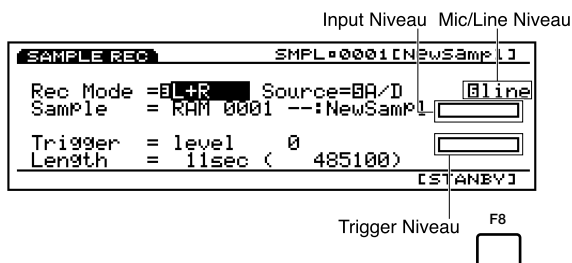 Input Niveau Mic/Line Niveau
SAMPLE REC SMPL:0001[NewSampl]
Rec Mode = L+R Source= A/D line
Sample = RAM 0001 --:NewSampl
Trigger = level 0
Length = 11sec ( 485100)
[STANBY]
Trigger Niveau
F8